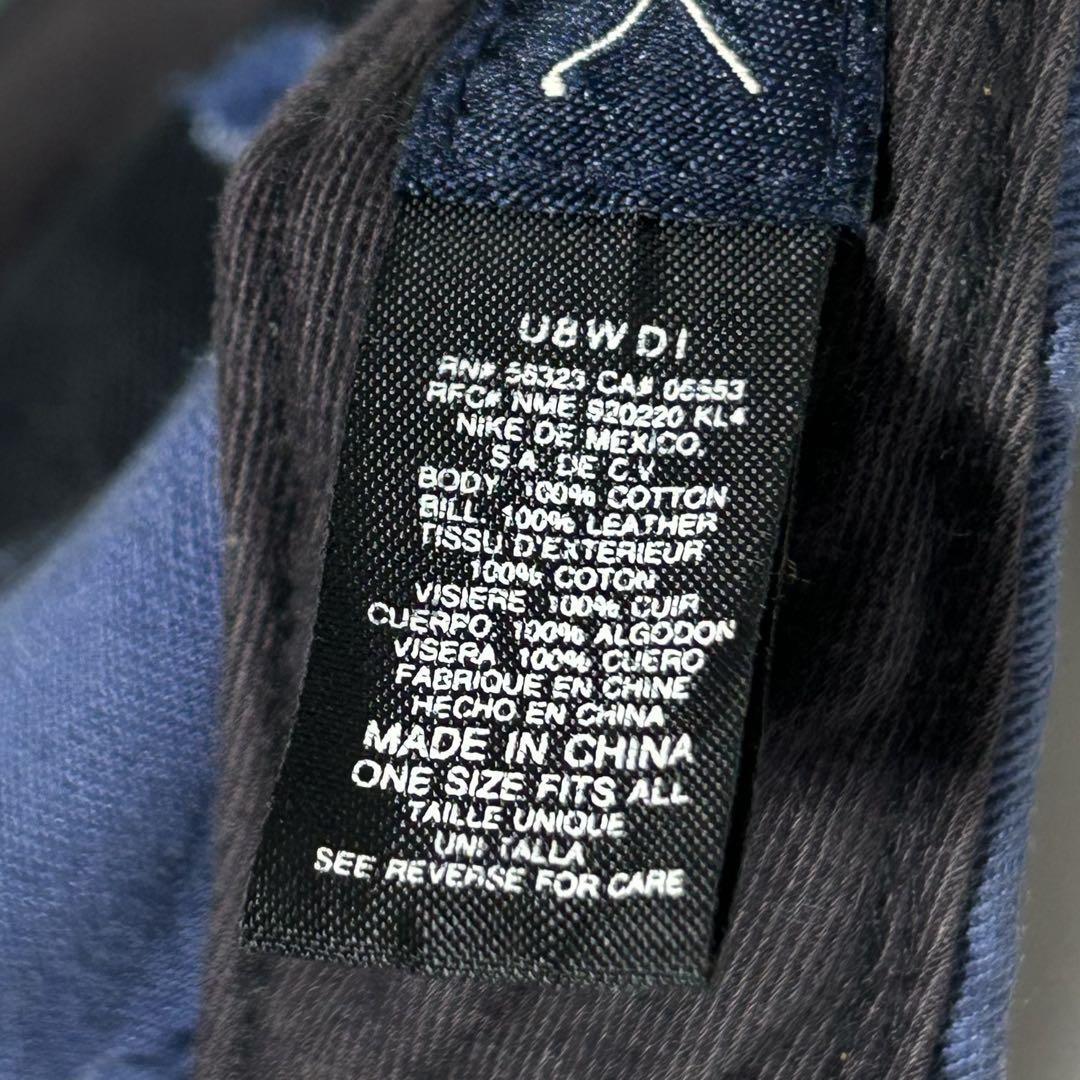 U8WDI
RN# 56323 CA# 05553
RFC# NME 920220 KL4
NIKE DE MEXICO,
S.A. DE C.V.
BODY, 100% COTTON
BILL, 100% LEATHER
TISSU D'EXTERIEUR
100% COTON
VISIERE, 100% CUIR
CUERPO, 100% ALGODON
VISERA, 100% CUERO
FABRIQUE EN CHINE
HECHO EN CHINA
MADE IN CHINA
ONE SIZE FITS ALL
TAILLE UNIQUE
UNI TALLA
SEE REVERSE FOR CARE